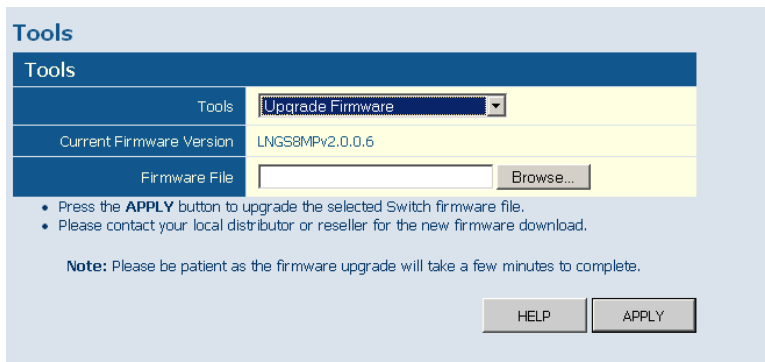 Tools
Tools
Tools Upgrade Firmware
Current Firmware Version LNGS8MPv2.0.0.6
Firmware File Browse...
• Press the APPLY button to upgrade the selected Switch firmware file.
• Please contact your local distributor or reseller for the new firmware download.
Note: Please be patient as the firmware upgrade will take a few minutes to complete.
HELP APPLY